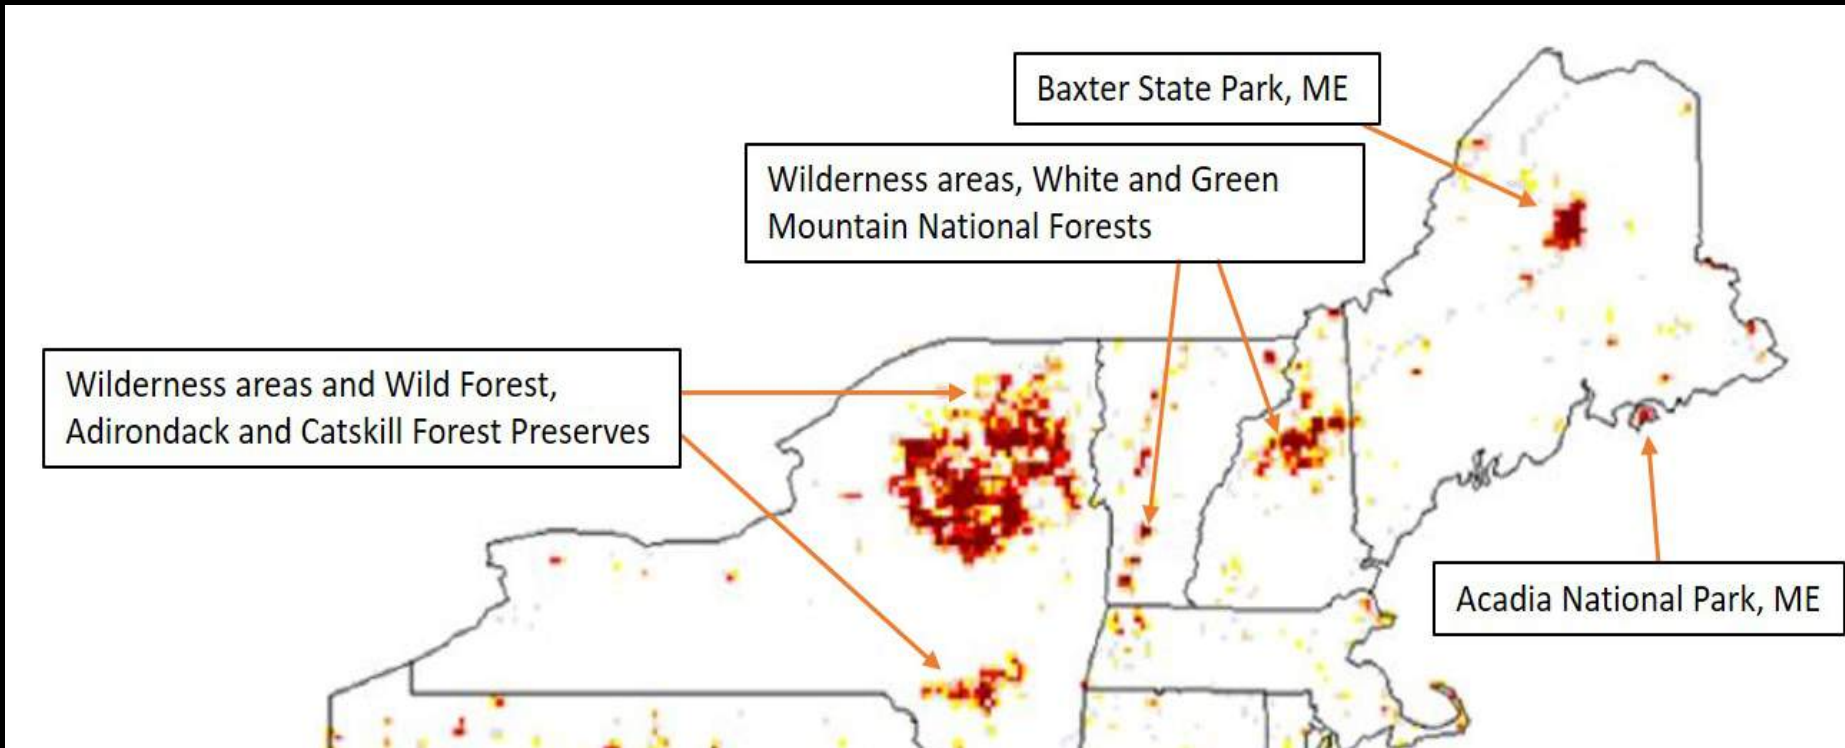 Baxter State Park, ME
Wilderness areas, White and Green
Mountain National Forests
Wilderness areas and Wild Forest,
Adirondack and Catskill Forest Preserves
Acadia National Park, ME